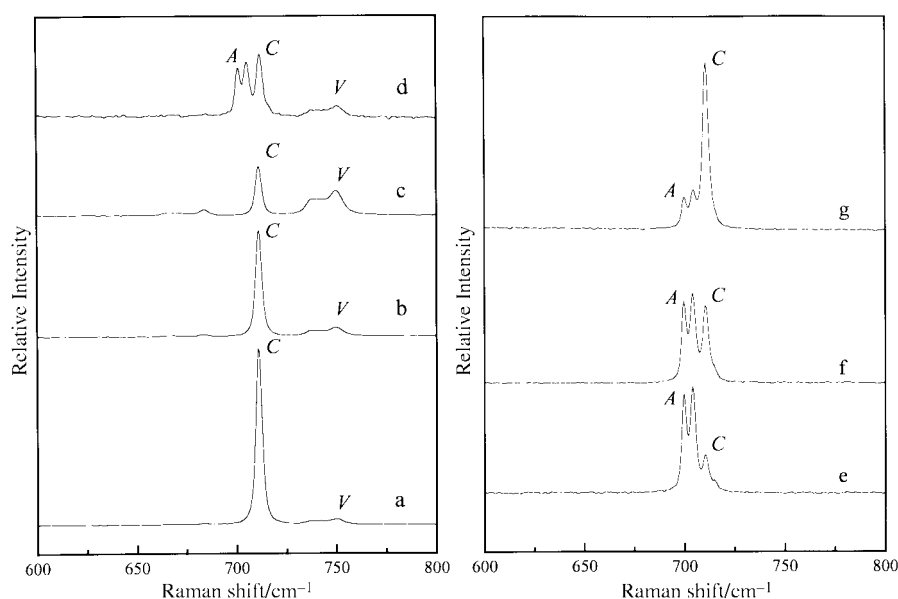 Relative Intensity
A
C
V
d
C
V
c
C
V
b
C
V
a
600
650
700
750
800
Raman shift/cm⁻¹
Relative Intensity
C
A
g
A
C
f
A
C
e
600
650
700
750
800
Raman shift/cm⁻¹